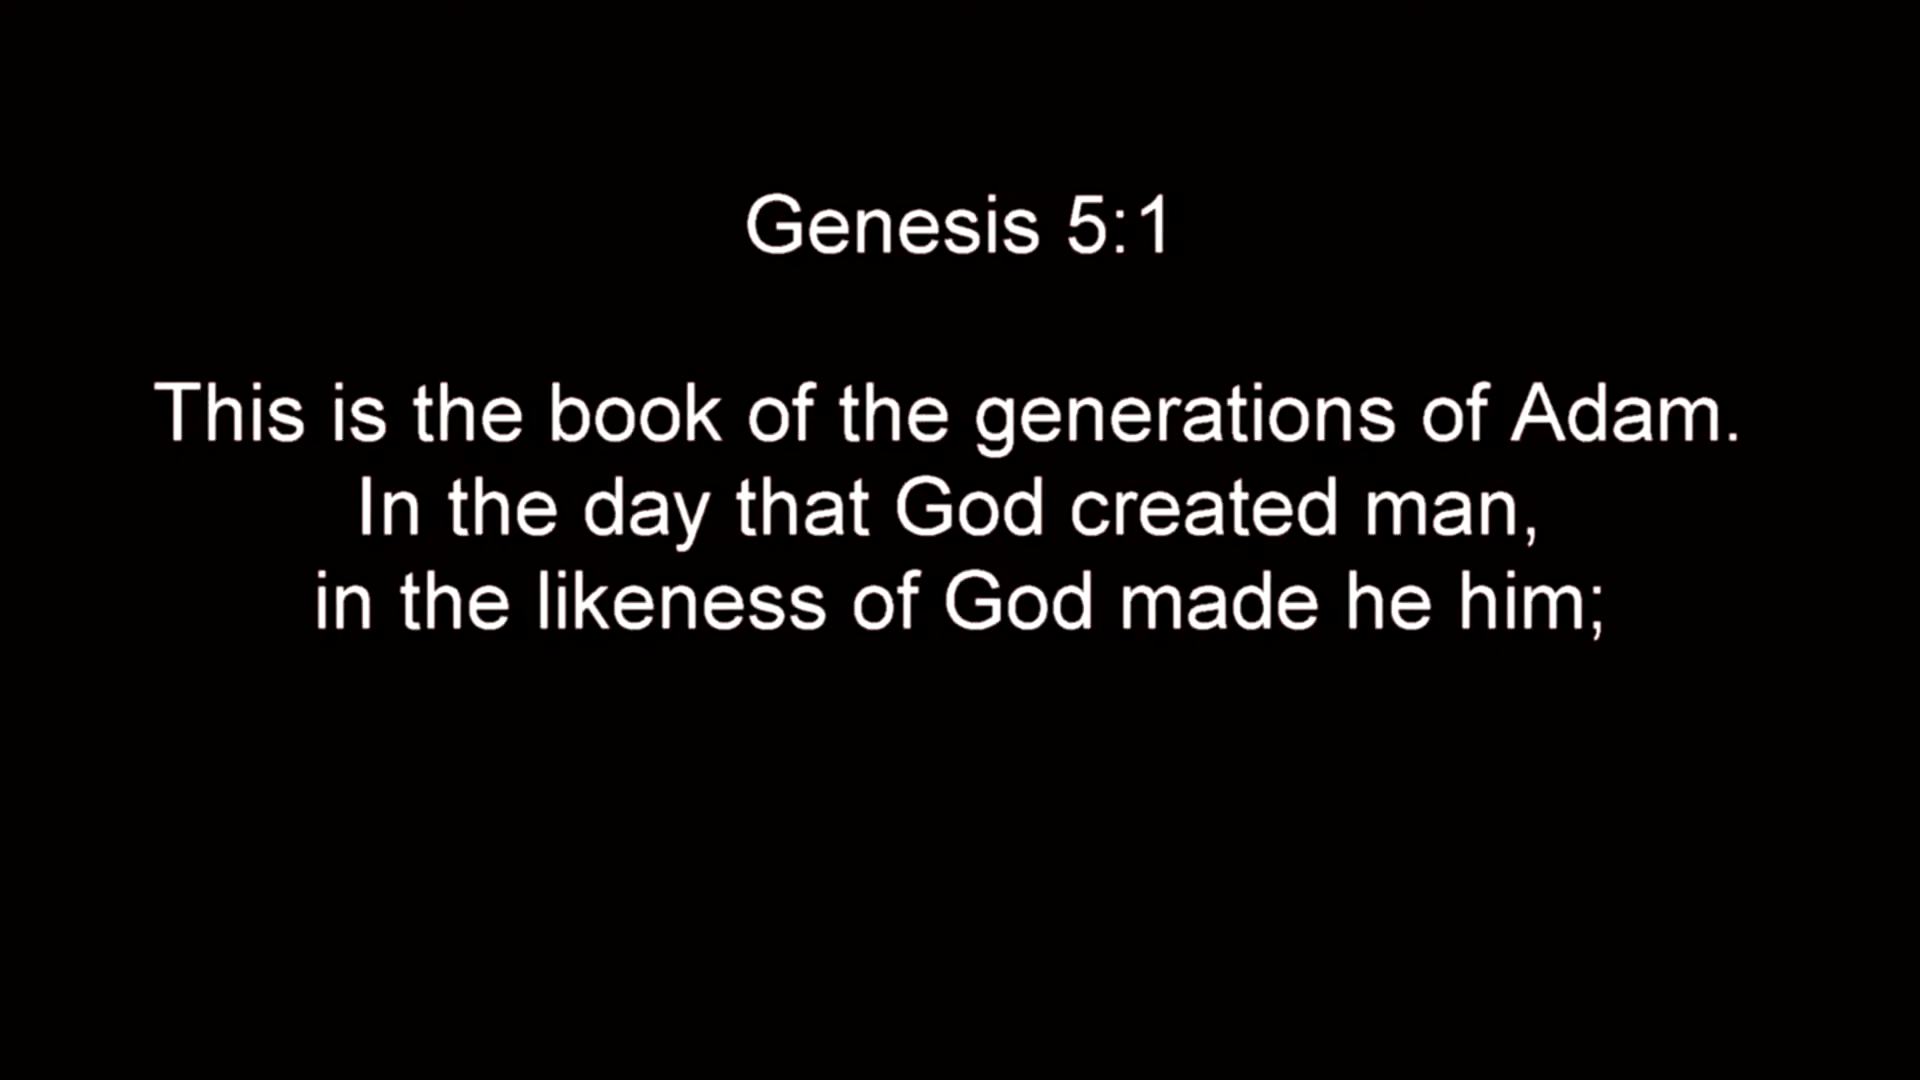 Genesis 5:1
This is the book of the generations of Adam.
In the day that God created man,
in the likeness of God made he him;